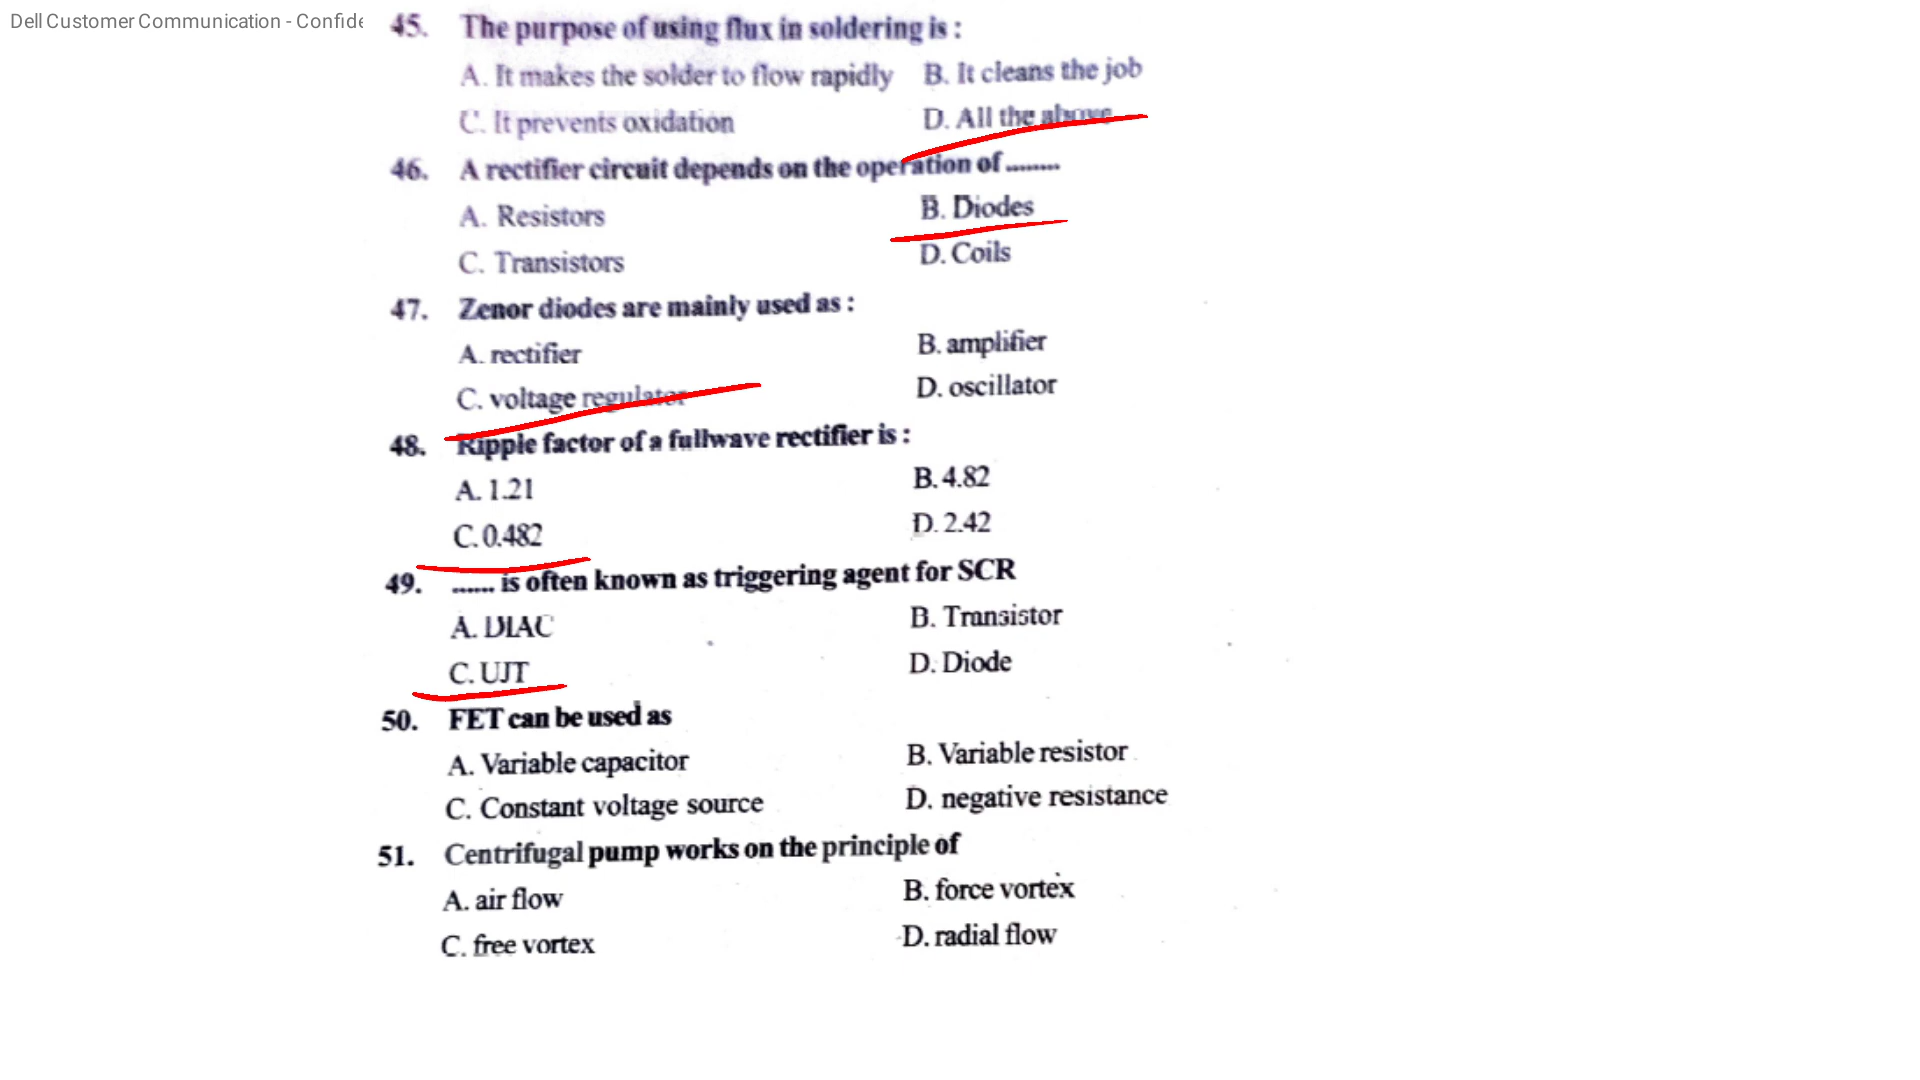 Dell Customer Communication - Confide
45. The purpose of using flux in soldering is :
A. It makes the solder to flow rapidly B. It cleans the job
C. It prevents oxidation D. All the above
46. A rectifier circuit depends on the operation of ........
A. Resistors B. Diodes
C. Transistors D. Coils
47. Zenor diodes are mainly used as :
A. rectifier B. amplifier
C. voltage regulator D. oscillator
48. Ripple factor of a fullwave rectifier is :
A. 1.21 B. 4.82
C. 0.482 D. 2.42
49. ...... is often known as triggering agent for SCR
A. DIAC B. Transistor
C. UJT D. Diode
50. FET can be used as
A. Variable capacitor B. Variable resistor
C. Constant voltage source D. negative resistance
51. Centrifugal pump works on the principle of
A. air flow B. force vortex
C. free vortex D. radial flow